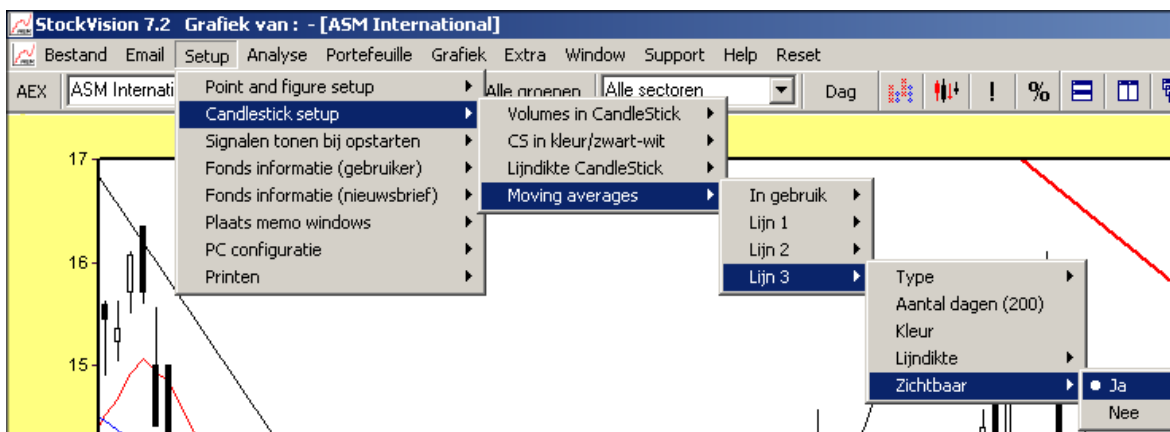 StockVision 7.2 Grafiek van : - [ASM International]
Bestand Email Setup Analyse Portefeuille Grafiek Extra Window Support Help Reset
AEX ASM Internati Alle groepen Alle sectoren Dag ! %
Point and figure setup
Candlestick setup
Signalen tonen bij opstarten
Fonds informatie (gebruiker)
Fonds informatie (nieuwsbrief)
Plaats memo windows
PC configuratie
Printen
Volumes in CandleStick
CS in kleur/zwart-wit
Lijndikte CandleStick
Moving averages
In gebruik
Lijn 1
Lijn 2
Lijn 3
Type
Aantal dagen (200)
Kleur
Lijndikte
Zichtbaar
Ja
Nee
17
16
15